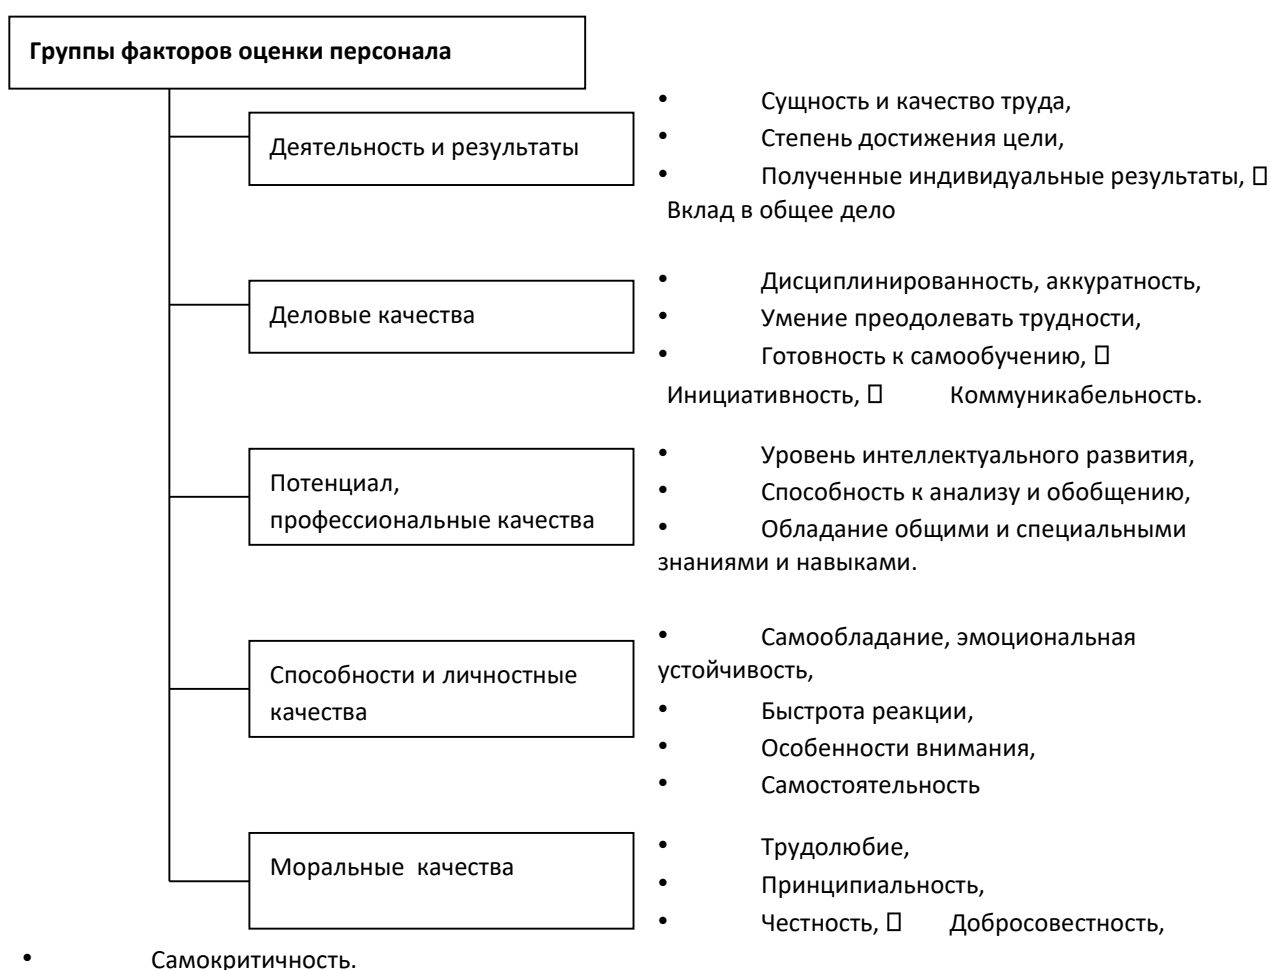 Группы факторов оценки персонала
Деятельность и результаты
• Сущность и качество труда,
• Степень достижения цели,
• Полученные индивидуальные результаты, 
Вклад в общее дело
Деловые качества
• Дисциплинированность, аккуратность,
• Умение преодолевать трудности,
• Готовность к самообучению, 
Инициативность,  Коммуникабельность.
Потенциал,
профессиональные качества
• Уровень интеллектуального развития,
• Способность к анализу и обобщению,
• Обладание общими и специальными
знаниями и навыками.
Способности и личностные
качества
• Самообладание, эмоциональная
устойчивость,
• Быстрота реакции,
• Особенности внимания,
• Самостоятельность
Моральные качества
• Трудолюбие,
• Принципиальность,
• Честность,  Добросовестность,
• Самокритичность.